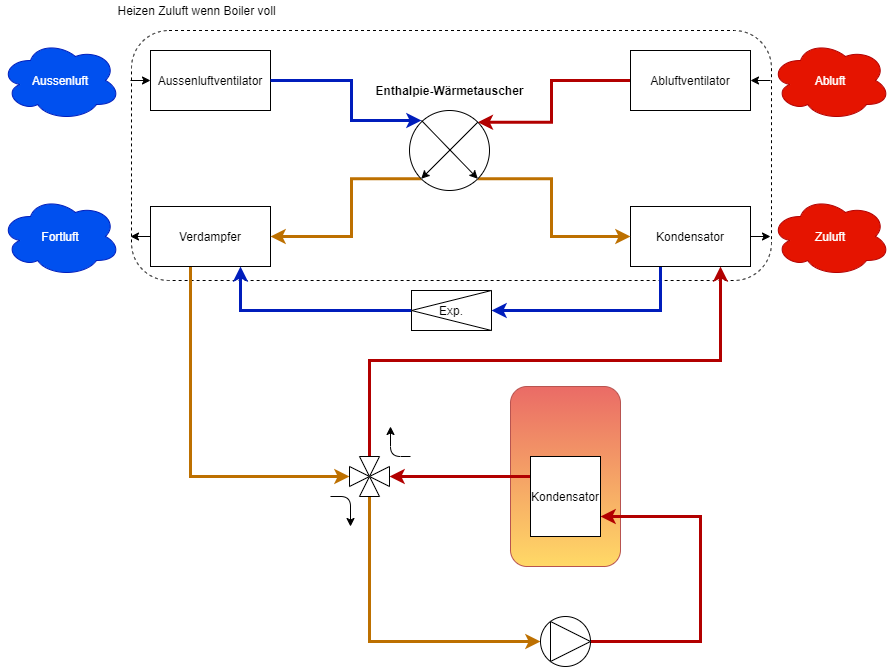 Heizen Zuluft wenn Boiler voll
Aussenluft
Aussenluftventilator
Enthalpie-Wärmetauscher
Abluftventilator
Abluft
Fortluft
Verdampfer
Kondensator
Zuluft
Exp.
Kondensator